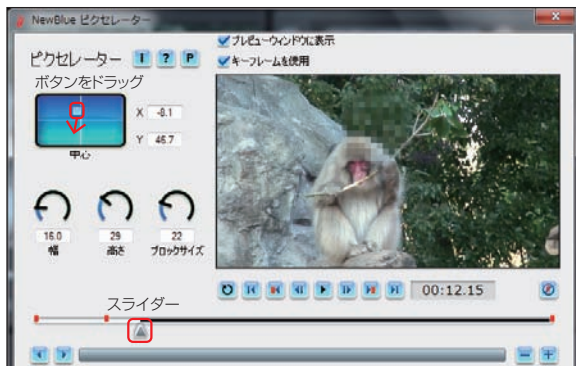 NewBlue ピクセレーター
プレビューウィンドウに表示
ピクセレーター I ? P
キーフレームを使用
ボタンをドラッグ
X -0.1
Y 46.7
中心
16.0 29 22
幅 高さ ブロックサイズ
00:12.15
スライダー